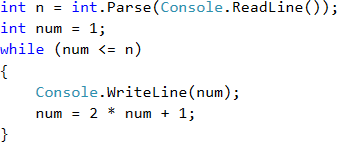 int n = int.Parse(Console.ReadLine());
int num = 1;
while (num <= n)
{
    Console.WriteLine(num);
    num = 2 * num + 1;
}